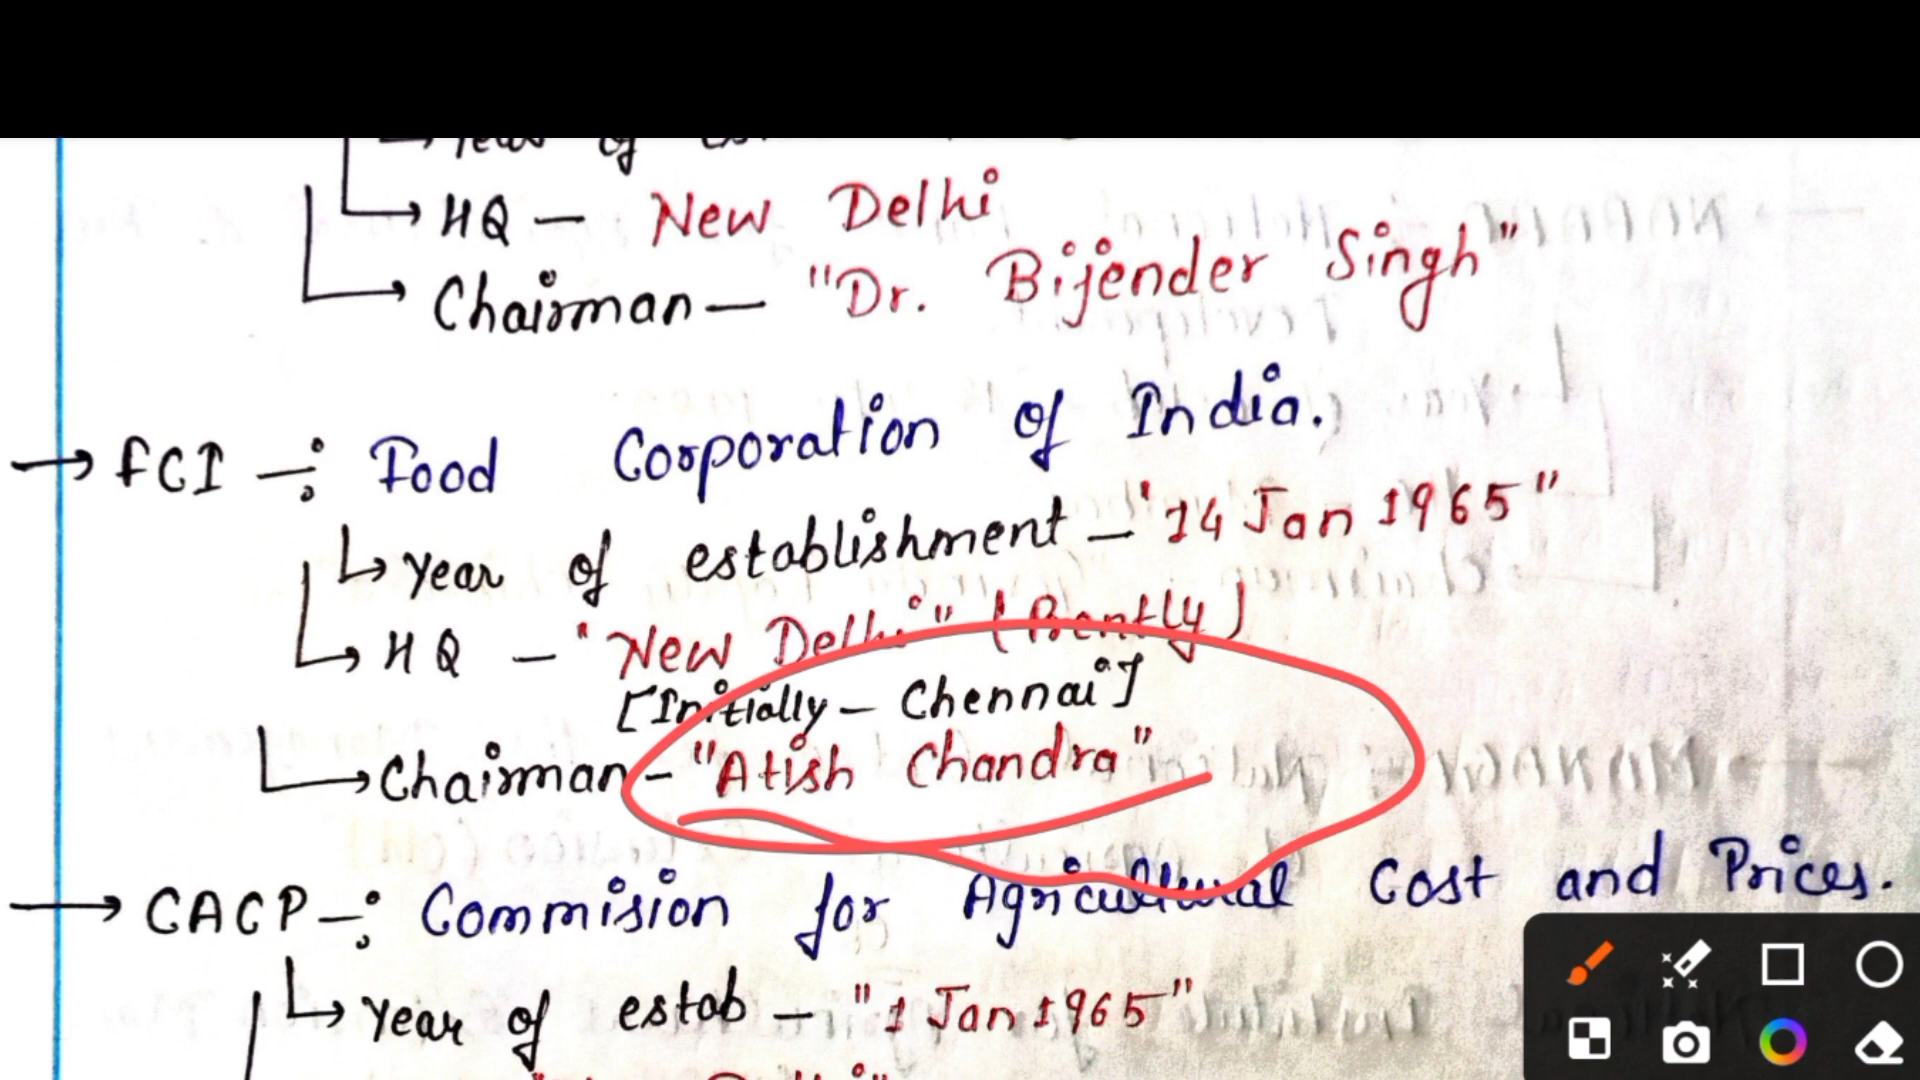 HQ - New Delhi
Chairman - "Dr. Bijender Singh"
→ FCI -: Food Corporation of India.
Year of establishment - "14 Jan 1965"
HQ - "New Delhi"
[Initially - Chennai]
Chairman - "Atish Chandra"
→ CACP -: Commision for Agricultural Cost and Prices.
Year of estab - "1 Jan 1965"